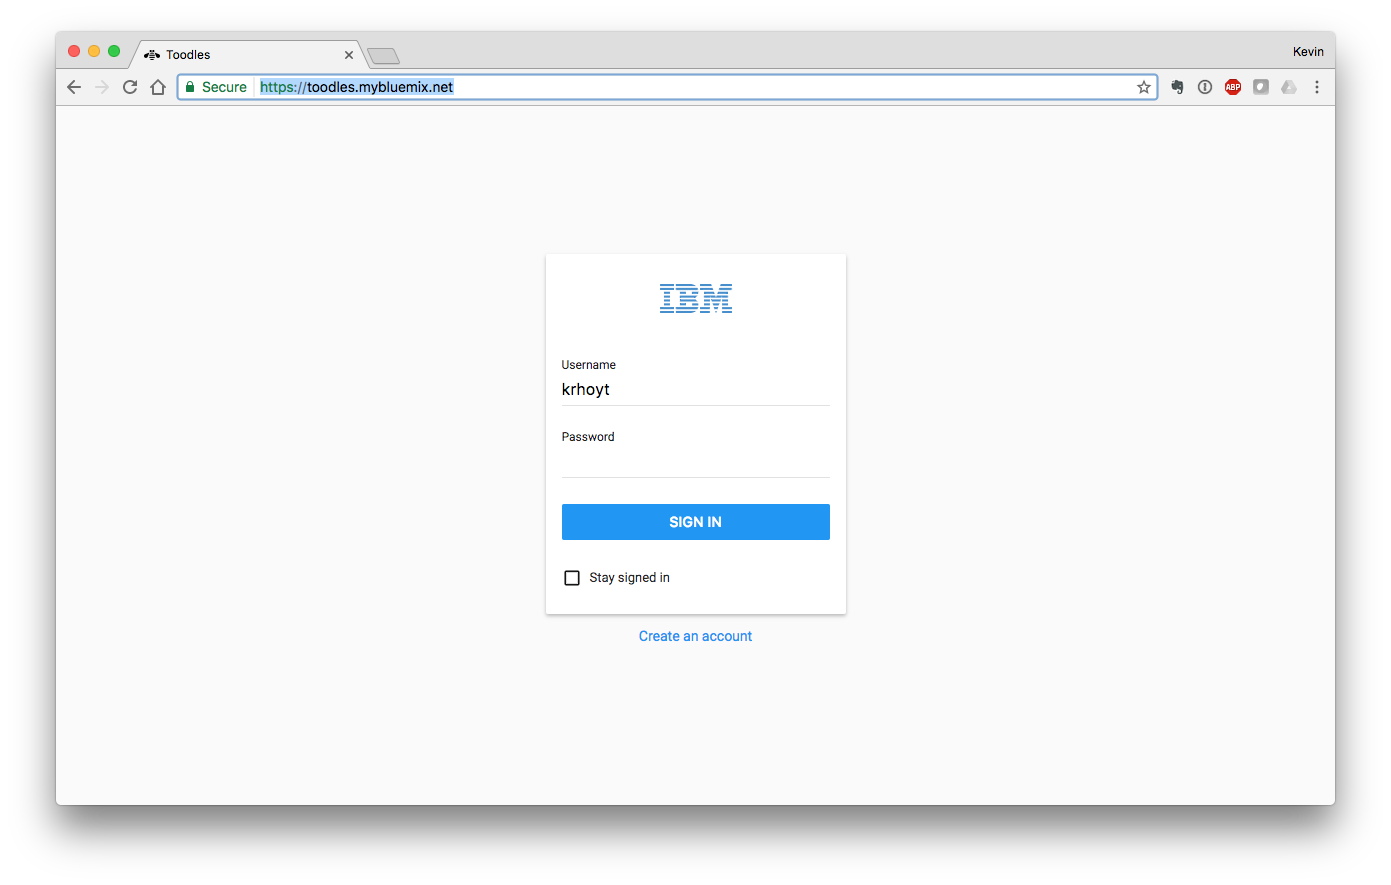 Toodles
Kevin
Secure https://toodles.mybluemix.net
ABP
IBM
Username
krhoyt
Password
SIGN IN
Stay signed in
Create an account